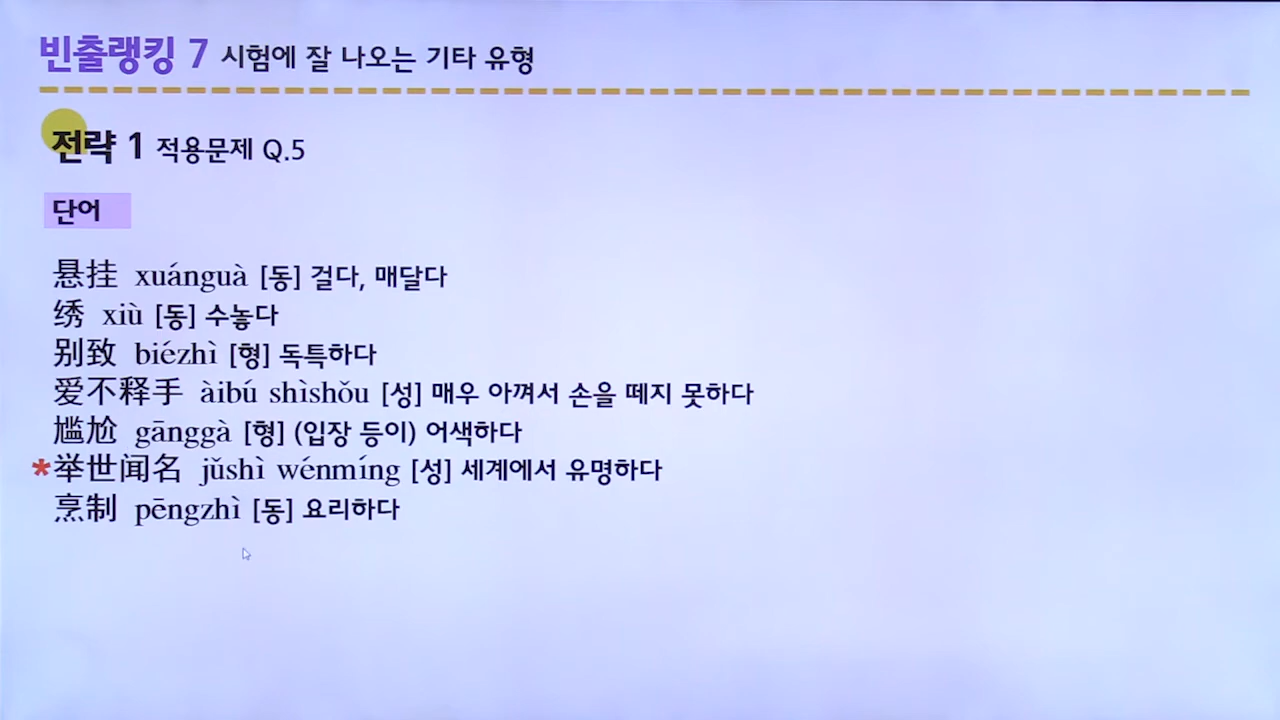 빈출랭킹 7 시험에 잘 나오는 기타 유형
전략 1 적용문제 Q.5
단어
悬挂 xuánguà [동] 걸다, 매달다
绣 xiù [동] 수놓다
别致 biézhì [형] 독특하다
爱不释手 àibú shìshǒu [성] 매우 아껴서 손을 떼지 못하다
尴尬 gānggà [형] (입장 등이) 어색하다
*举世闻名 jǔshì wénmíng [성] 세계에서 유명하다
烹制 pēngzhì [동] 요리하다